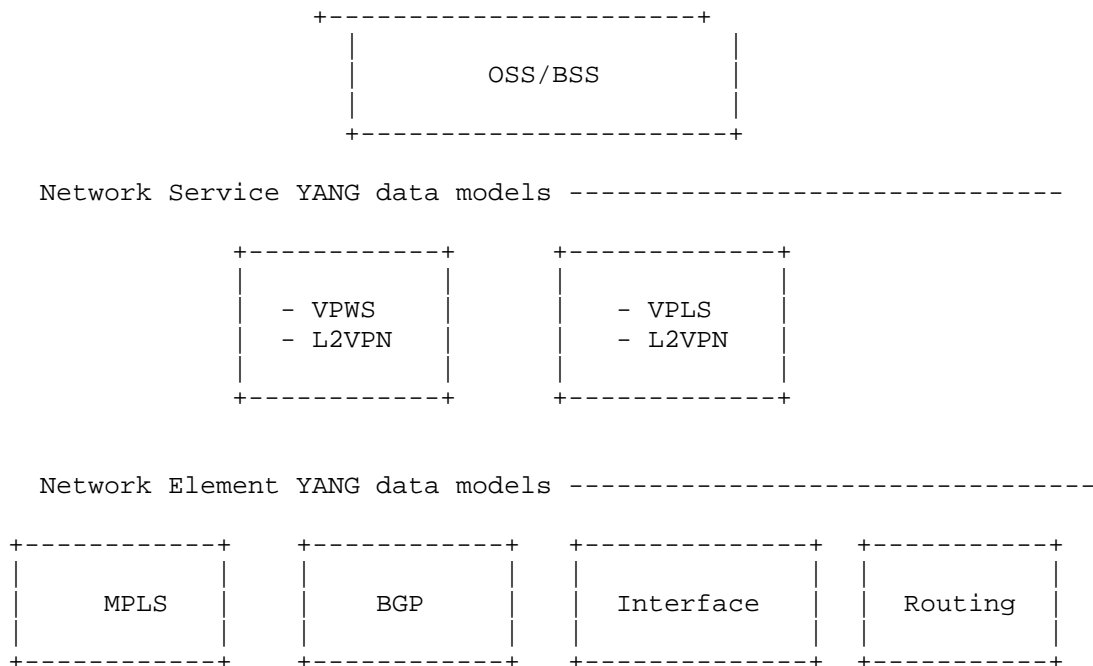 OSS/BSS
Network Service YANG data models -------------------------------
- VPWS - VPLS
- L2VPN - L2VPN
Network Element YANG data models ---------------------------------
MPLS BGP Interface Routing